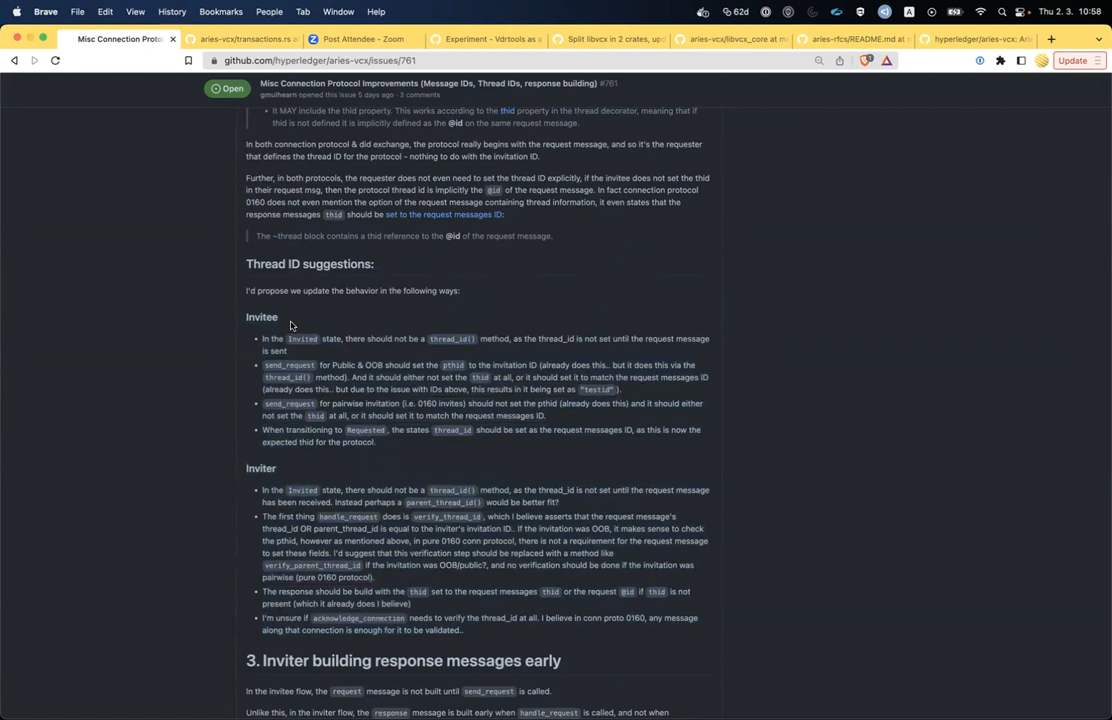 Brave File Edit View History Bookmarks People Tab Window Help 62d A Thu 2. 3. 10:58
Misc Connection Proto aries-vcx/transactions.rs at Post Attendee - Zoom Experiment - Vdrtools as a Split libvcx in 2 crates, upd aries-vcx/libvcx_core at m aries-rfcs/README.md at hyperledger/aries-vcx: Arie
github.com/hyperledger/aries-vcx/issues/761 Update
Open Misc Connection Protocol Improvements (Message IDs, Thread IDs, response building) #761
gmulhearn opened this issue 5 days ago · 3 comments
It MAY include the thid property. This works according to the thid property in the thread decorator, meaning that if
thid is not defined it is implicitly defined as the @id on the same request message.
In both connection protocol & did exchange, the protocol really begins with the request message, and so it's the requester
that defines the thread ID for the protocol - nothing to do with the invitation ID.
Further, in both protocols, the requester does not even need to set the thread ID explicitly, if the invitee does not set the thid
in their request msg, then the protocol thread id is implicitly the @id of the request message. In fact connection protocol
0160 does not even mention the option of the request message containing thread information, it even states that the
response messages thid should be set to the request messages ID:
The ~thread block contains a thid reference to the @id of the request message.
Thread ID suggestions:
I'd propose we update the behavior in the following ways:
Invitee
• In the Invited state, there should not be a thread_id() method, as the thread_id is not set until the request message
is sent
• send_request for Public & OOB should set the pthid to the invitation ID (already does this.. but it does this via the
thread_id() method). And it should either not set the thid at all, or it should set it to match the request messages ID
(already does this.. but due to the issue with IDs above, this results in it being set as "testid").
• send_request for pairwise invitation (i.e. 0160 invites) should not set the pthid (already does this) and it should either
not set the thid at all, or it should set it to match the request messages ID.
• When transitioning to Requested, the states thread_id should be set as the request messages ID, as this is now the
expected thid for the protocol.
Inviter
• In the Invited state, there should not be a thread_id() method, as the thread_id is not set until the request message
has been received. Instead perhaps a parent_thread_id() would be better fit?
• The first thing handle_request does is verify_thread_id, which I believe asserts that the request message's
thread_id OR parent_thread_id is equal to the inviter's invitation ID.. If the invitation was OOB, it makes sense to check
the pthid, however as mentioned above, in pure 0160 conn protocol, there is not a requirement for the request message
to set these fields. I'd suggest that this verification step should be replaced with a method like
verify_parent_thread_id if the invitation was OOB/public?, and no verification should be done if the invitation was
pairwise (pure 0160 protocol).
• The response should be build with the thid set to the request messages thid or the request @id if thid is not
present (which it already does I believe)
• I'm unsure if acknowledge_connection needs to verify the thread_id at all. I believe in conn proto 0160, any message
along that connection is enough for it to be validated..
3. Inviter building response messages early
In the invitee flow, the request message is not built until send_request is called.
Unlike this, in the inviter flow, the response message is built early when handle_request is called, and not when